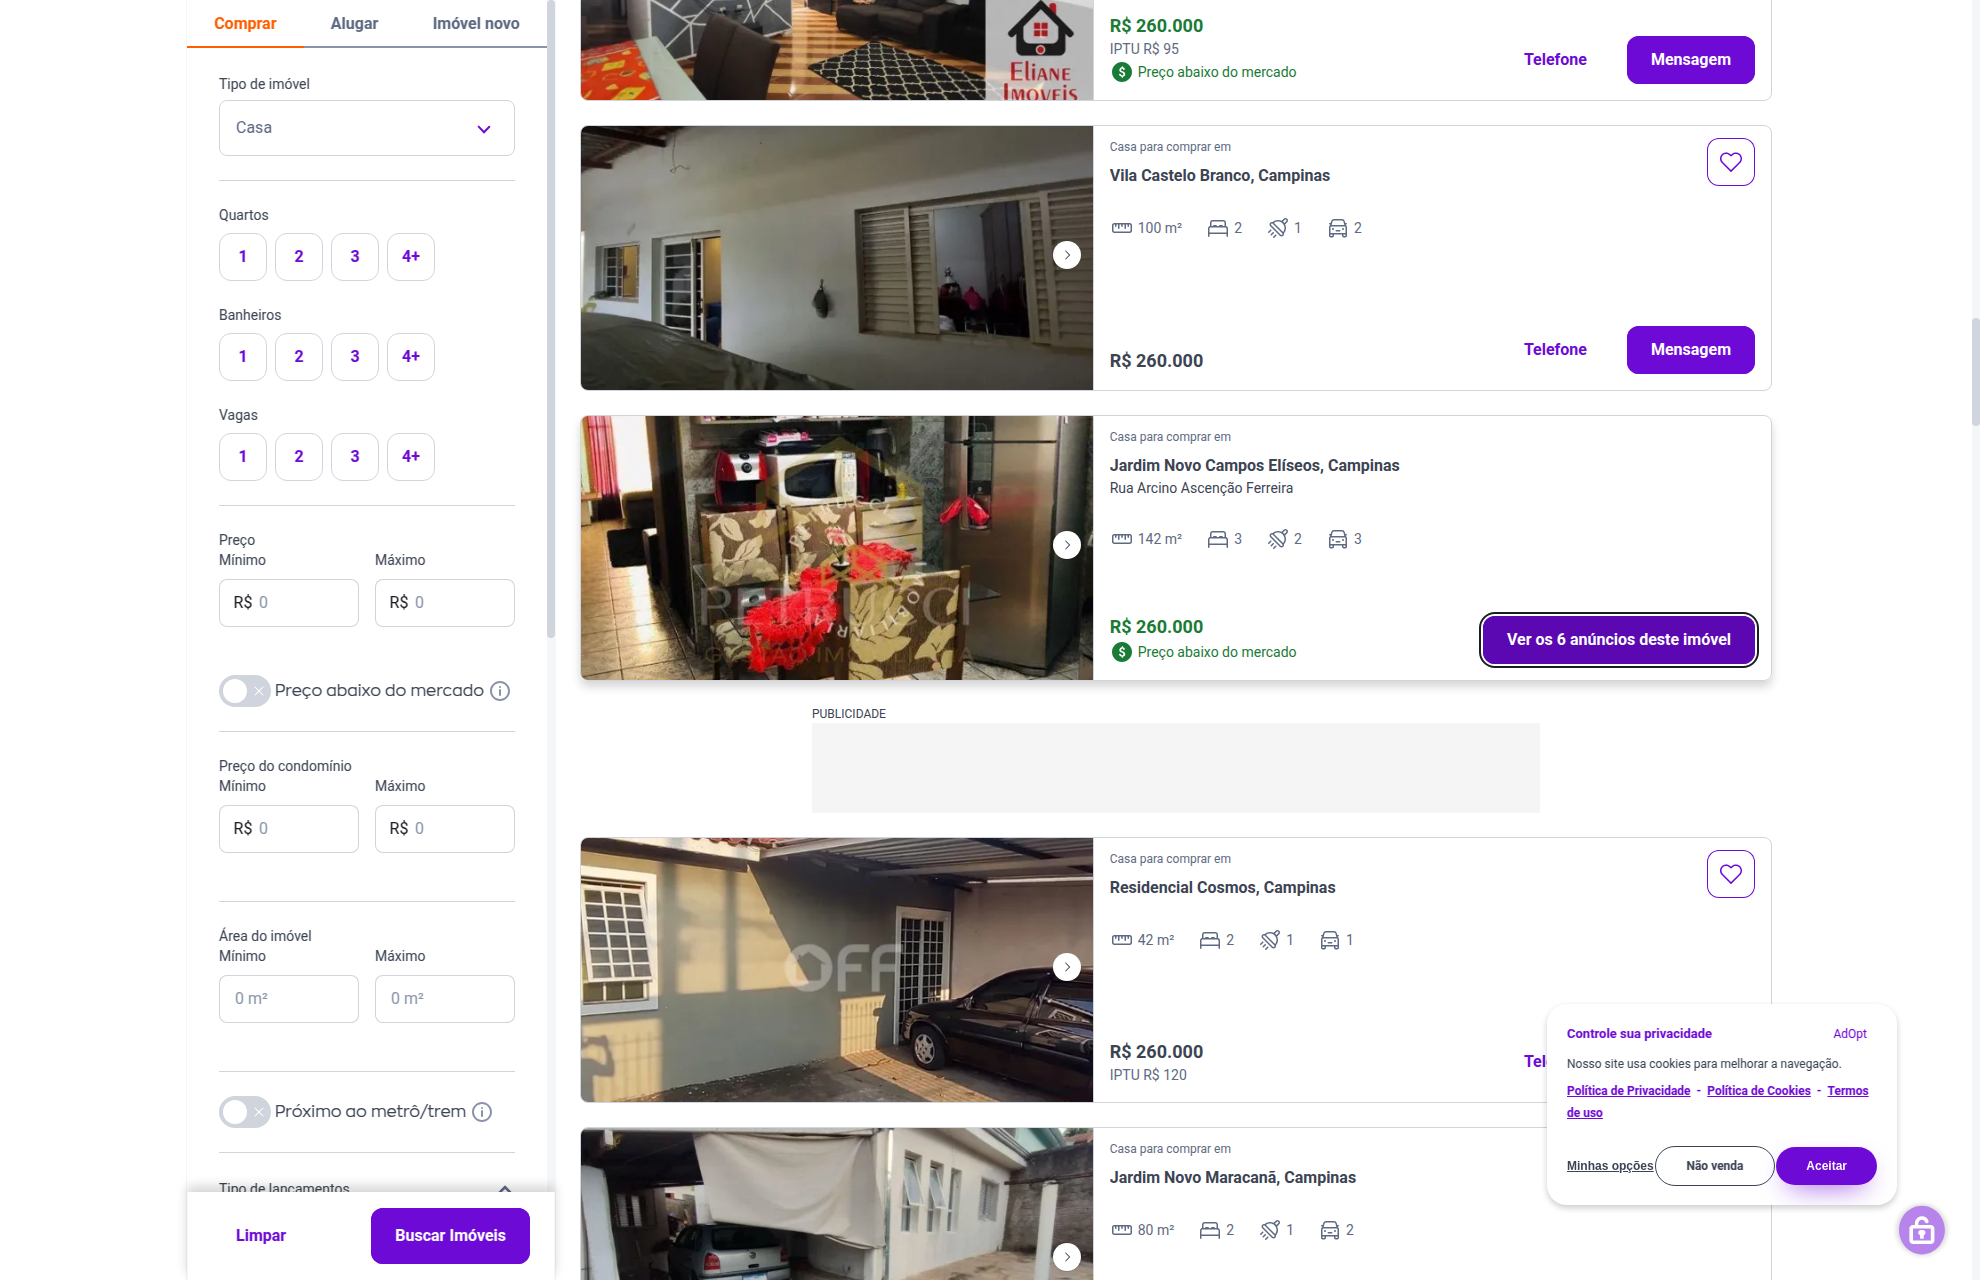 Comprar
Alugar
Imóvel novo
Tipo de imóvel
Casa
Quartos
1
2
3
4+
Banheiros
1
2
3
4+
Vagas
1
2
3
4+
Preço
Mínimo
Máximo
R$ 0
R$ 0
Preço abaixo do mercado
Preço do condomínio
Mínimo
Máximo
R$ 0
R$ 0
Área do imóvel
Mínimo
Máximo
0 m²
0 m²
Próximo ao metrô/trem
Tipo de lançamentos
Limpar
Buscar Imóveis
ELIANE
IMOVEIS
R$ 260.000
IPTU R$ 95
Preço abaixo do mercado
Telefone
Mensagem
Casa para comprar em
Vila Castelo Branco, Campinas
100 m²
2
1
2
R$ 260.000
Telefone
Mensagem
PETRUCCI
Casa para comprar em
Jardim Novo Campos Elíseos, Campinas
Rua Arcino Ascenção Ferreira
142 m²
3
2
3
R$ 260.000
Preço abaixo do mercado
Ver os 6 anúncios deste imóvel
PUBLICIDADE
OFF
Casa para comprar em
Residencial Cosmos, Campinas
42 m²
2
1
1
R$ 260.000
IPTU R$ 120
Tel
Casa para comprar em
Jardim Novo Maracanã, Campinas
80 m²
2
1
2
Controle sua privacidade
AdOpt
Nosso site usa cookies para melhorar a navegação.
Política de Privacidade - Política de Cookies - Termos
de uso
Minhas opções
Não venda
Aceitar